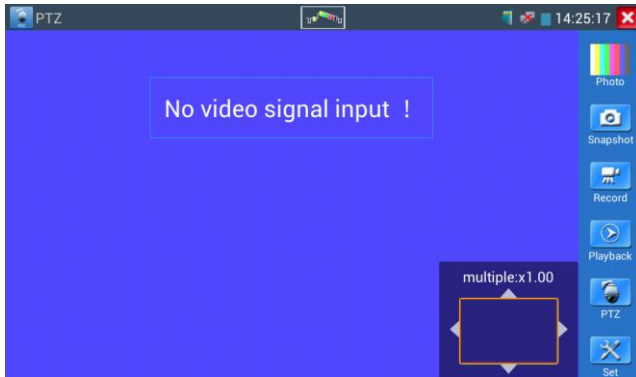 PTZ
14:25:17
No video signal input !
Photo
Snapshot
Record
Playback
multiple:x1.00
PTZ
Set